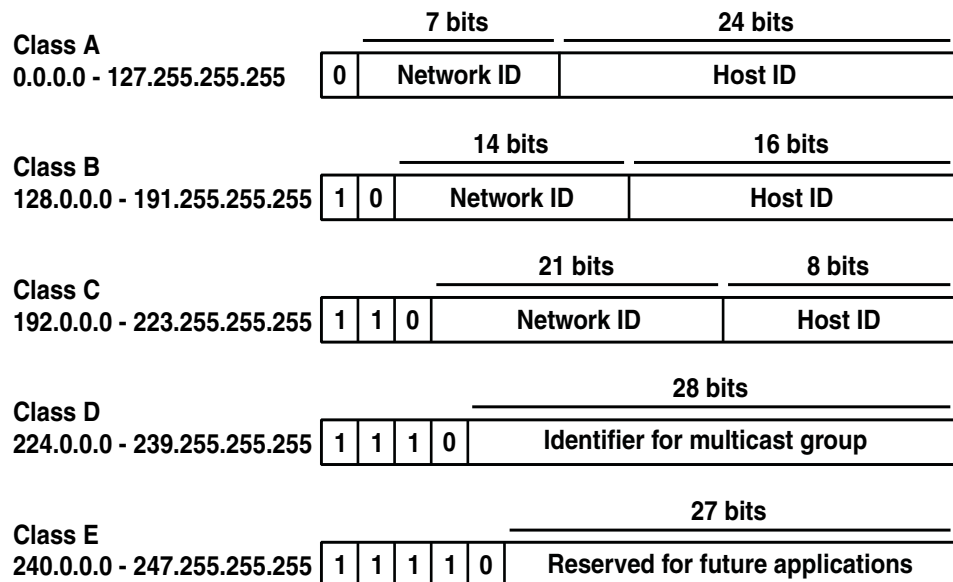 7 bits 24 bits
Class A
0.0.0.0 - 127.255.255.255 0 Network ID Host ID
14 bits 16 bits
Class B
128.0.0.0 - 191.255.255.255 1 0 Network ID Host ID
21 bits 8 bits
Class C
192.0.0.0 - 223.255.255.255 1 1 0 Network ID Host ID
28 bits
Class D
224.0.0.0 - 239.255.255.255 1 1 1 0 Identifier for multicast group
27 bits
Class E
240.0.0.0 - 247.255.255.255 1 1 1 1 0 Reserved for future applications